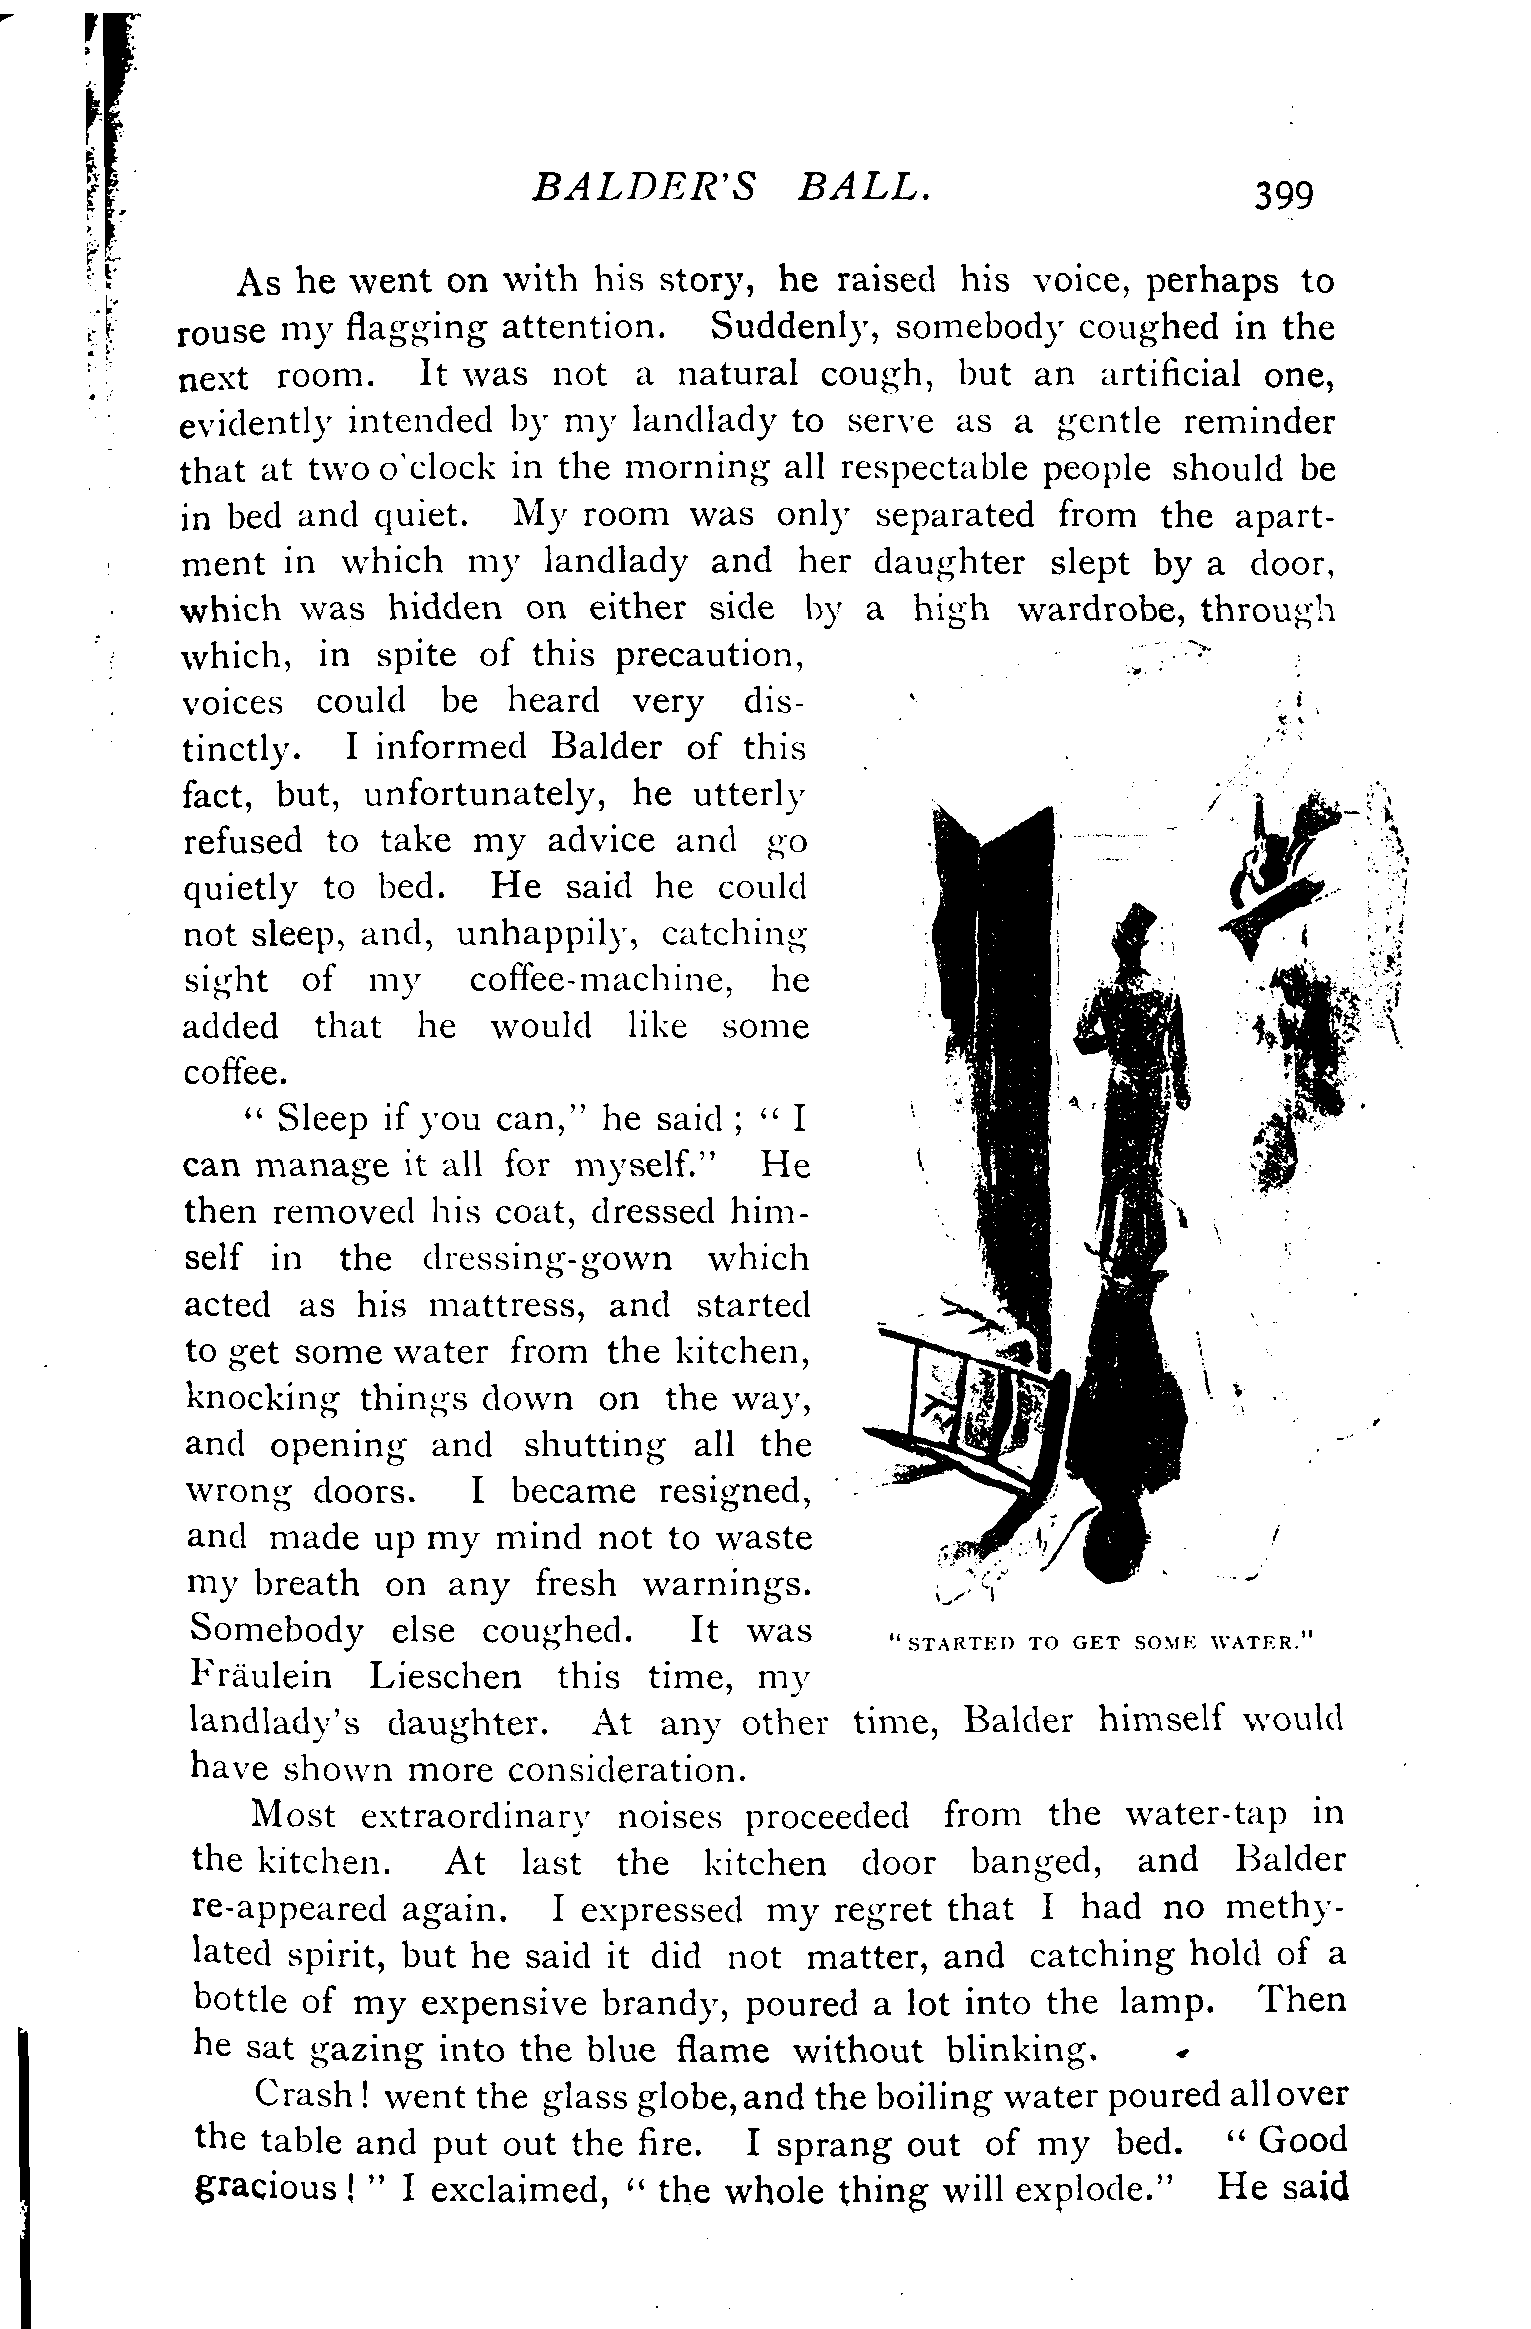 BALDER'S BALL. 399
As he went on with his story, he raised his voice, perhaps to
rouse my flagging attention. Suddenly, somebody coughed in the
next room. It was not a natural cough, but an artificial one,
evidently intended by my landlady to serve as a gentle reminder
that at two o'clock in the morning all respectable people should be
in bed and quiet. My room was only separated from the apart-
ment in which my landlady and her daughter slept by a door,
which was hidden on either side by a high wardrobe, through
which, in spite of this precaution,
voices could be heard very dis-
tinctly. I informed Balder of this
fact, but, unfortunately, he utterly
refused to take my advice and go
quietly to bed. He said he could
not sleep, and, unhappily, catching
sight of my coffee-machine, he
added that he would like some
coffee.
" Sleep if you can," he said ; " I
can manage it all for myself." He
then removed his coat, dressed him-
self in the dressing-gown which
acted as his mattress, and started
to get some water from the kitchen,
knocking things down on the way,
and opening and shutting all the
wrong doors. I became resigned,
and made up my mind not to waste
my breath on any fresh warnings.
Somebody else coughed. It was
Fräulein Lieschen this time, my
landlady's daughter. At any other time, Balder himself would
have shown more consideration.
"STARTED TO GET SOME WATER."
Most extraordinary noises proceeded from the water-tap in
the kitchen. At last the kitchen door banged, and Balder
re-appeared again. I expressed my regret that I had no methy-
lated spirit, but he said it did not matter, and catching hold of a
bottle of my expensive brandy, poured a lot into the lamp. Then
he sat gazing into the blue flame without blinking.
Crash! went the glass globe, and the boiling water poured all over
the table and put out the fire. I sprang out of my bed. " Good
gracious! " I exclaimed, " the whole thing will explode." He said